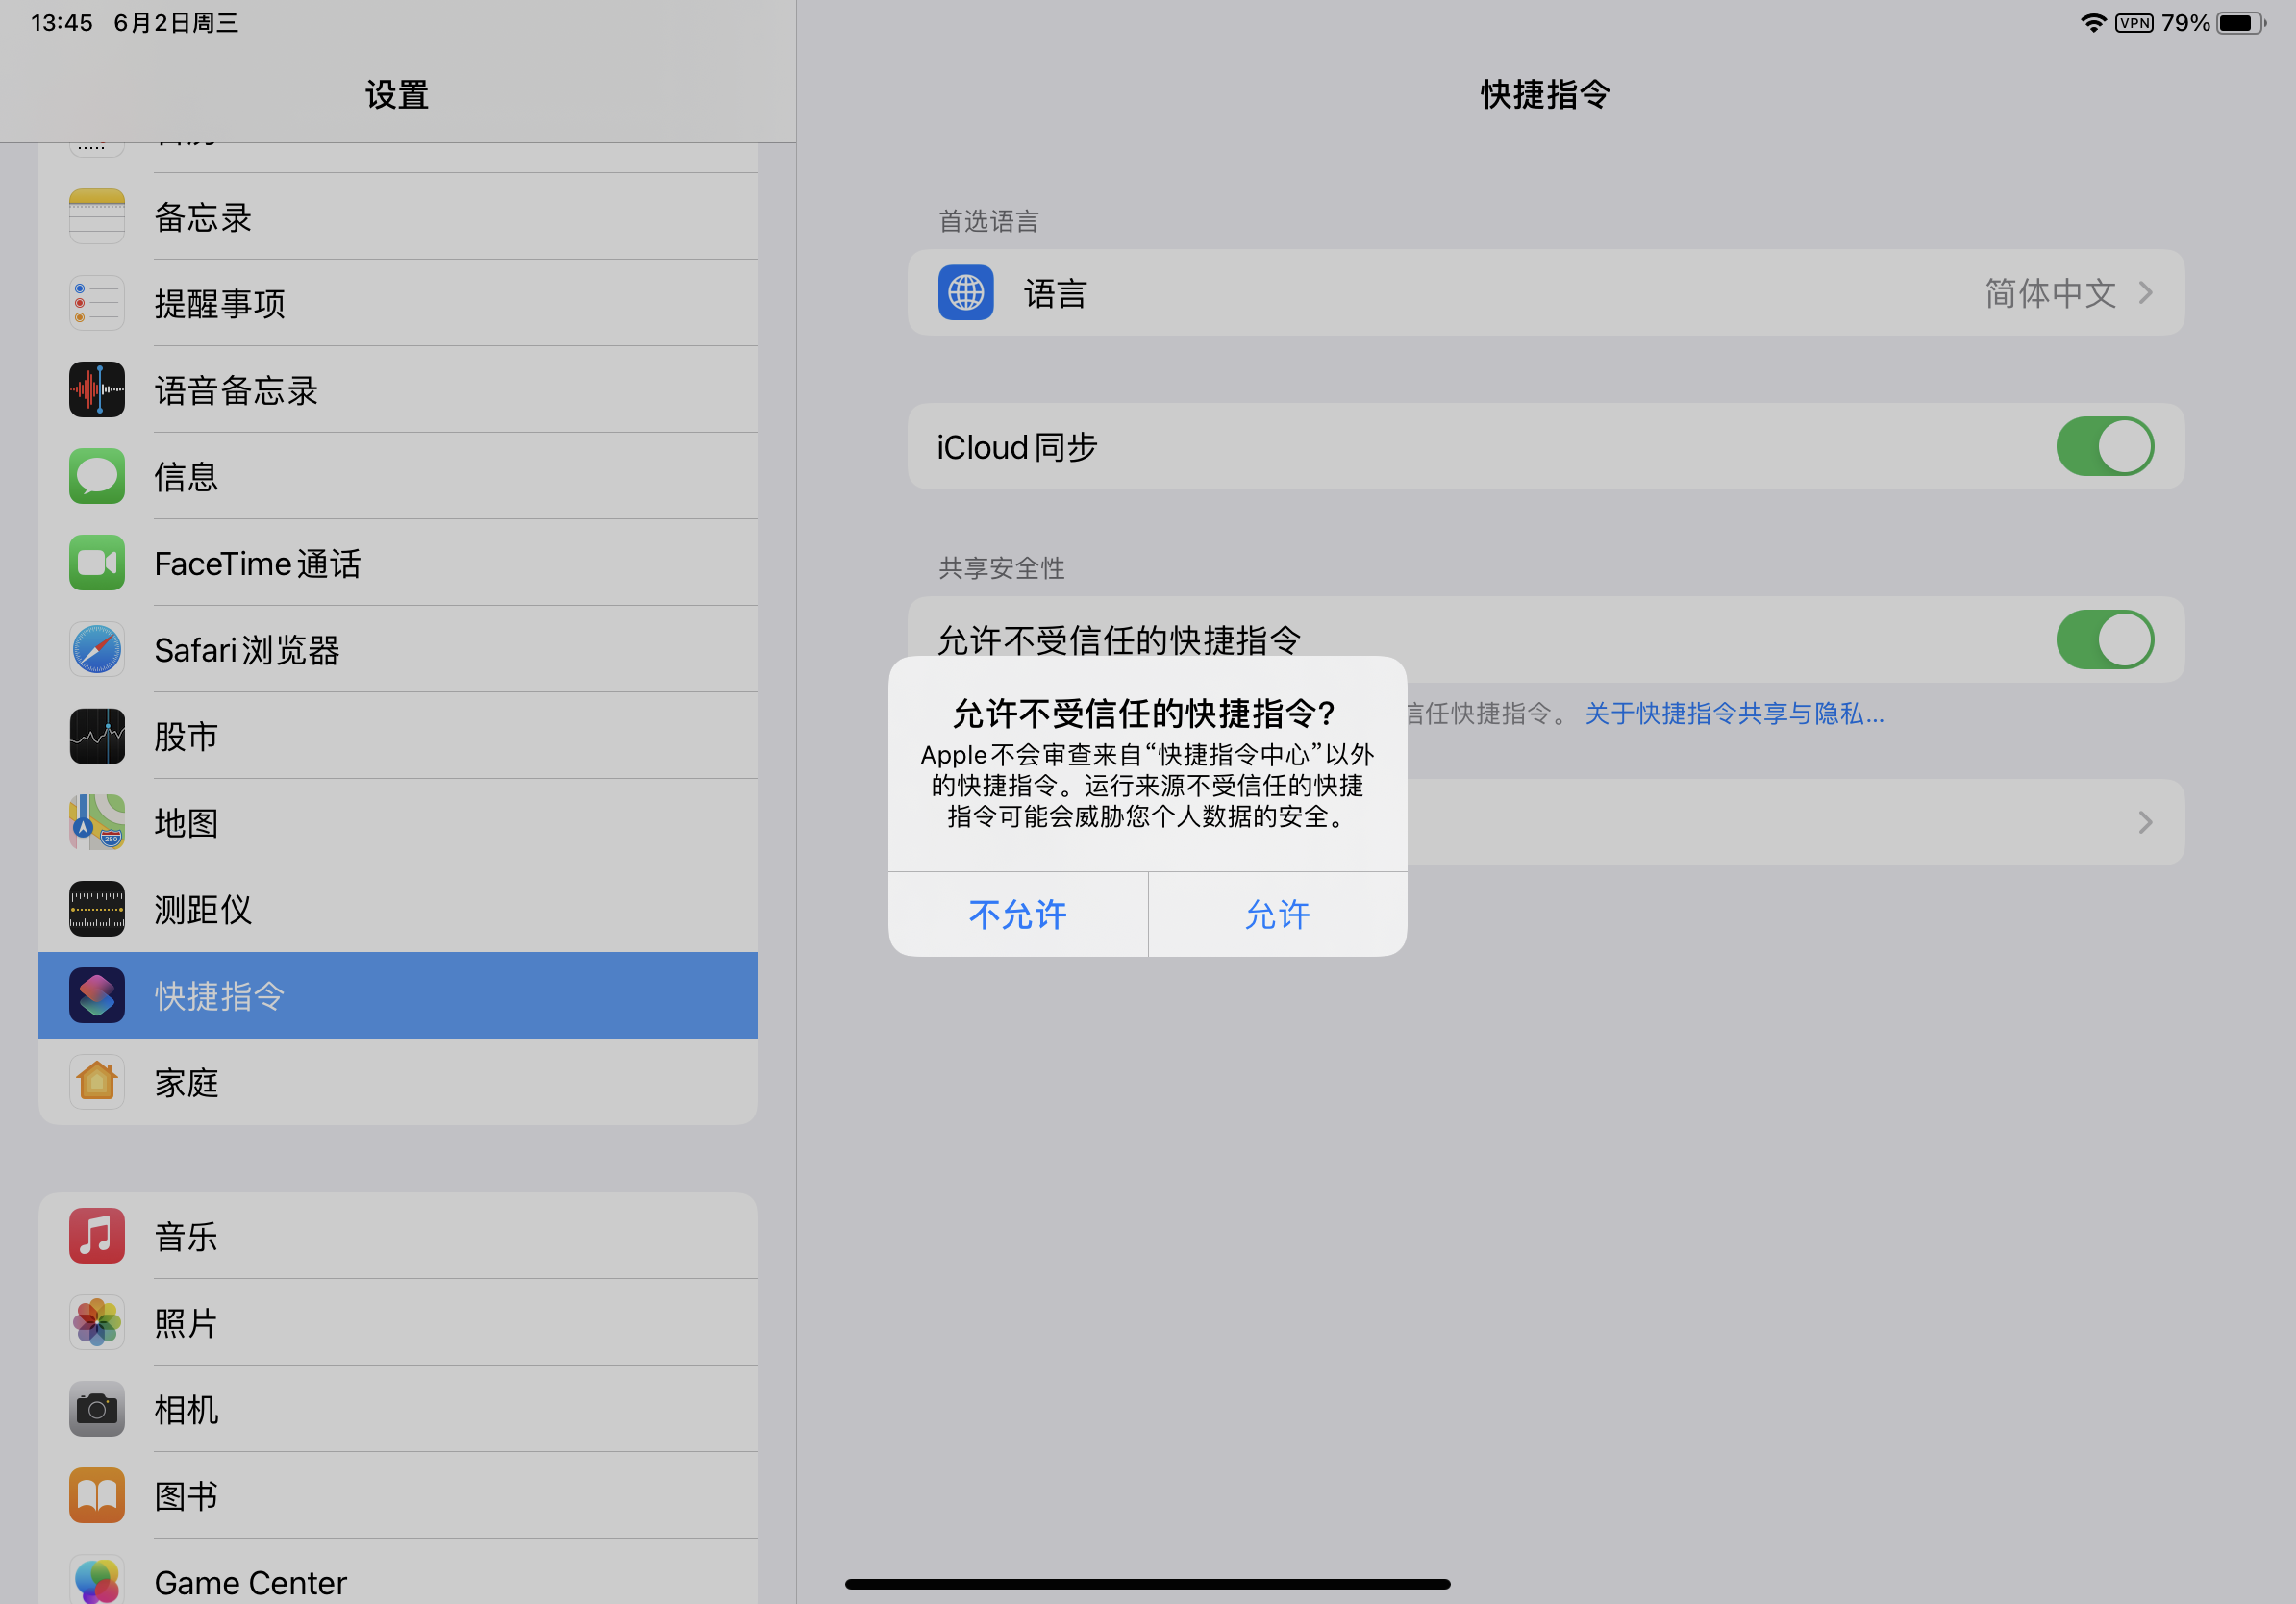 13:45 6月2日周三
VPN 79%
设置
备忘录
提醒事项
语音备忘录
信息
FaceTime通话
Safari浏览器
股市
地图
280
测距仪
快捷指令
家庭
音乐
照片
相机
图书
Game Center
快捷指令
首选语言
语言 简体中文
iCloud同步
共享安全性
允许不受信任的快捷指令
信任快捷指令。 关于快捷指令共享与隐私...
允许不受信任的快捷指令?
Apple不会审查来自“快捷指令中心”以外
的快捷指令。运行来源不受信任的快捷
指令可能会威胁您个人数据的安全。
不允许 允许